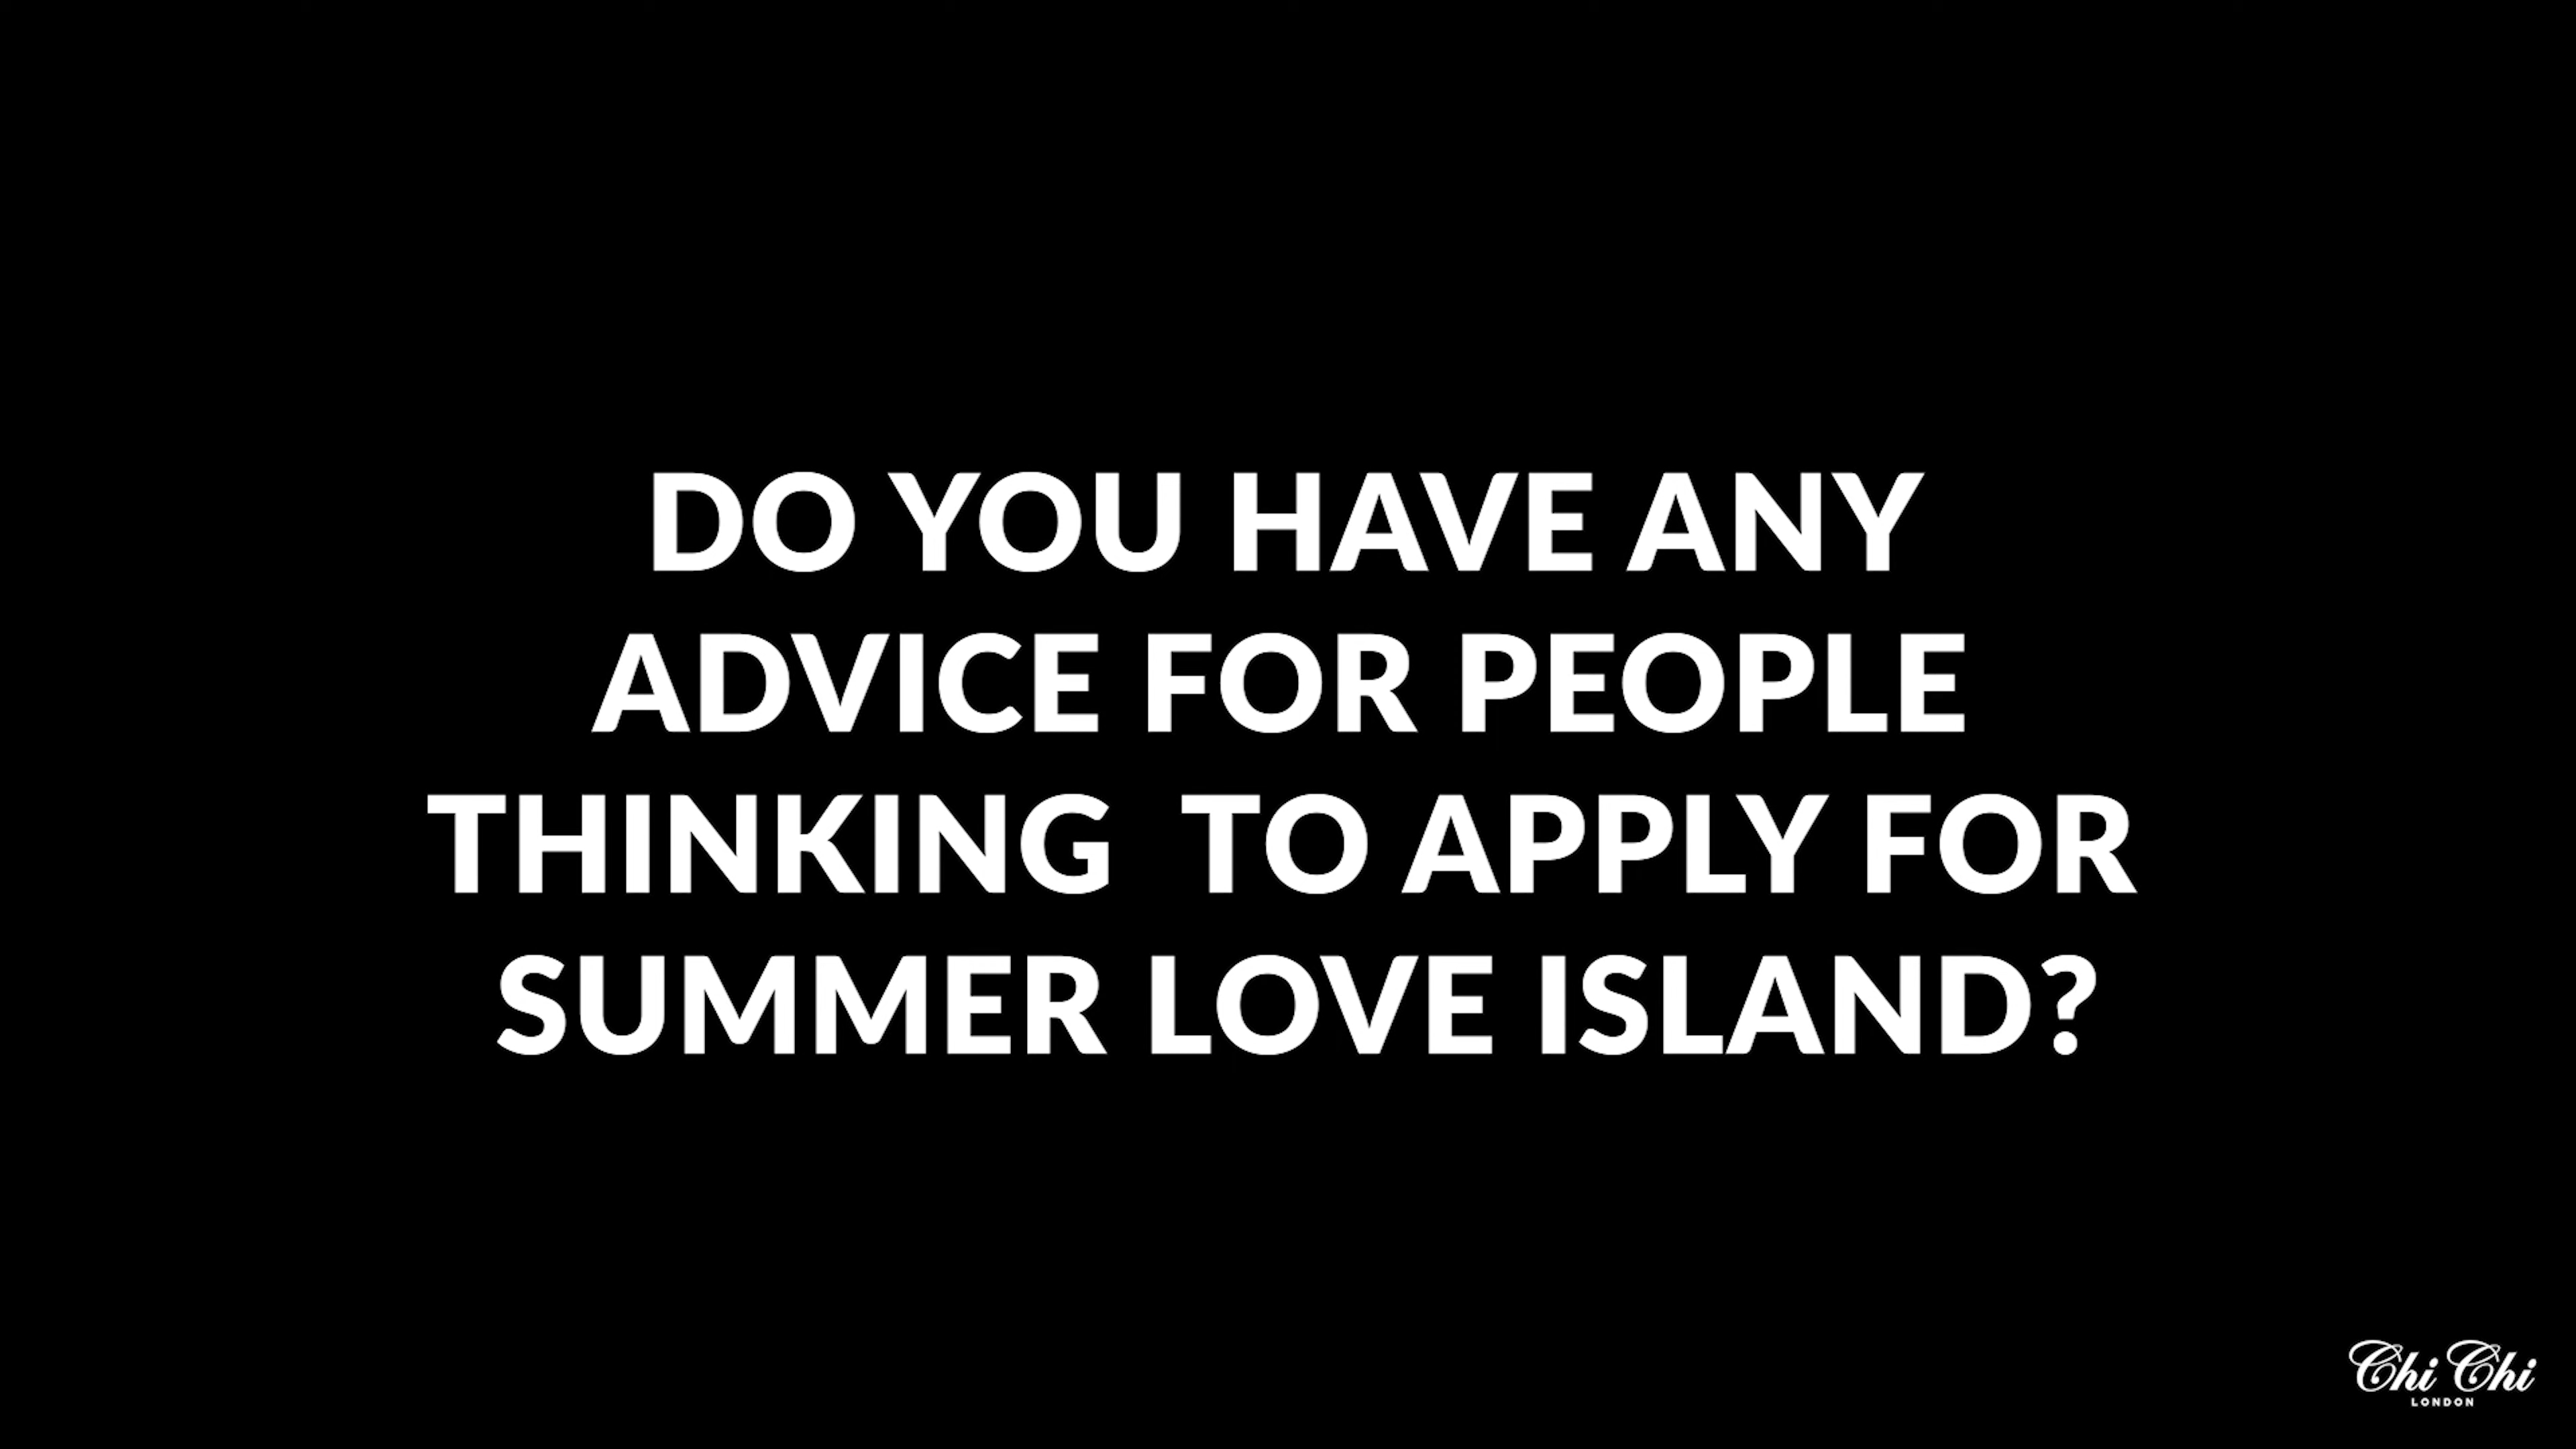 DO YOU HAVE ANY
ADVICE FOR PEOPLE
THINKING  TO APPLY FOR
SUMMER LOVE ISLAND?
Chi Chi
LONDON